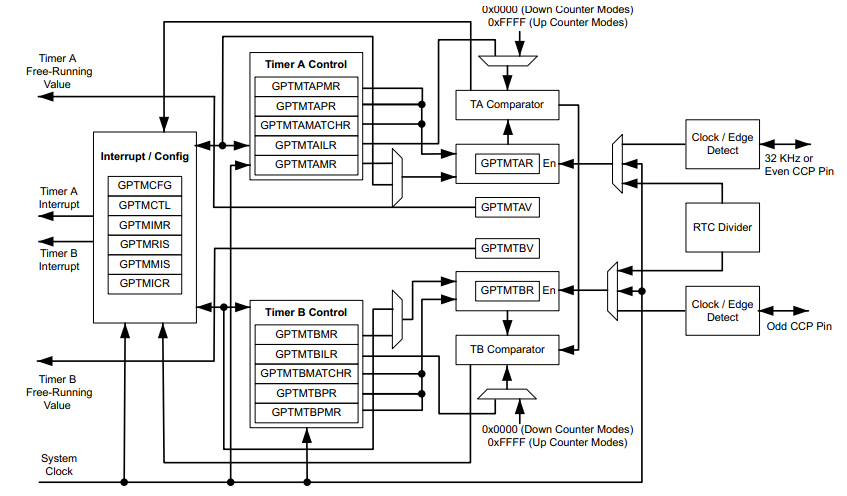 0x0000 (Down Counter Modes)
0xFFFF (Up Counter Modes)
Timer A
Free-Running
Value
Timer A Control
GPTMTAPMR
GPTMTAPR
GPTMTAMATCHR
GPTMTAILR
GPTMTAMR
TA Comparator
GPTMTAR
En
Clock / Edge
Detect
32 KHz or
Even CCP Pin
Interrupt / Config
GPTMCFG
GPTMCTL
GPTMIMR
GPTMRIS
GPTMMIS
GPTMICR
Timer A
Interrupt
Timer B
Interrupt
GPTMTAV
RTC Divider
GPTMTBV
GPTMTBR
En
Clock / Edge
Detect
Odd CCP Pin
Timer B Control
GPTMTBMR
GPTMTBILR
GPTMTBMATCHR
GPTMTBPR
GPTMTBPMR
TB Comparator
Timer B
Free-Running
Value
0x0000 (Down Counter Modes)
0xFFFF (Up Counter Modes)
System
Clock